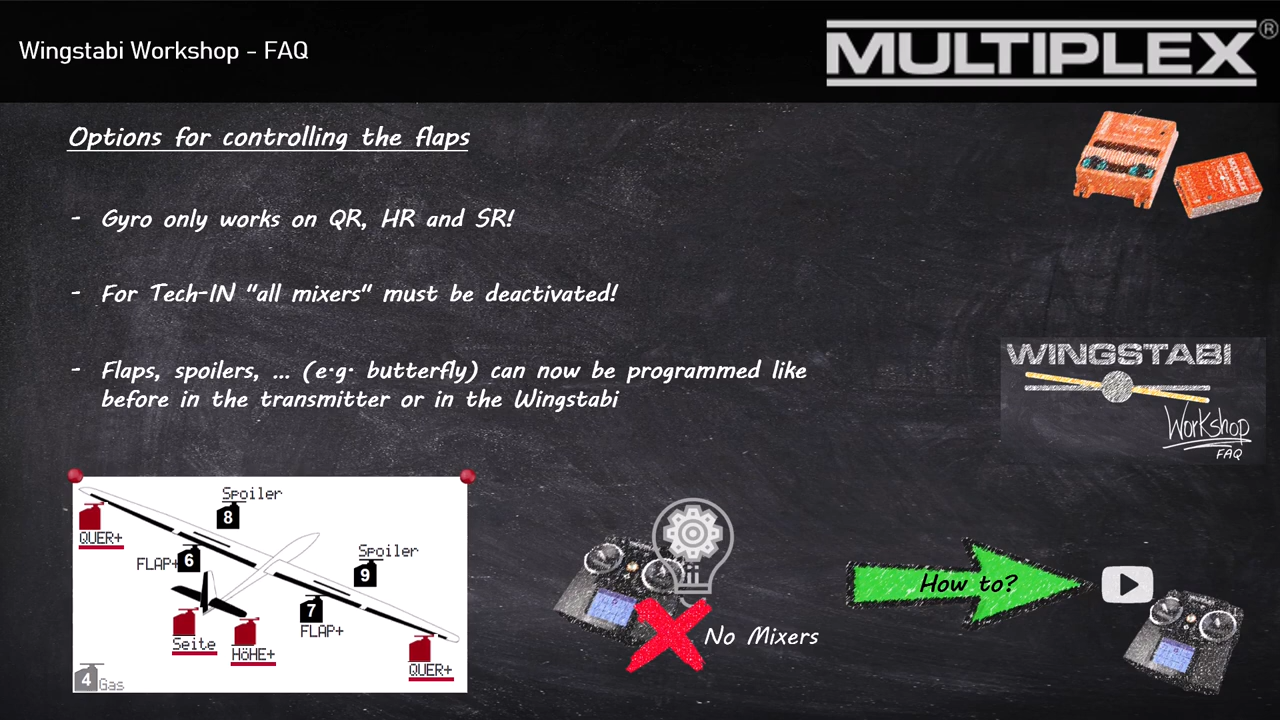 Wingstabi Workshop - FAQ
MULTIPLEX®
Options for controlling the flaps
- Gyro only works on QR, HR and SR!
- For Tech-IN "all mixers" must be deactivated!
- Flaps, spoilers, ... (e.g. butterfly) can now be programmed like
before in the transmitter or in the Wingstabi
WINGSTABI
Workshop
FAQ
Spoiler
8
QUER+
FLAP+
6
Spoiler
9
7
FLAP+
Seite
HöHE+
QUER+
4
Gas
No Mixers
How to?